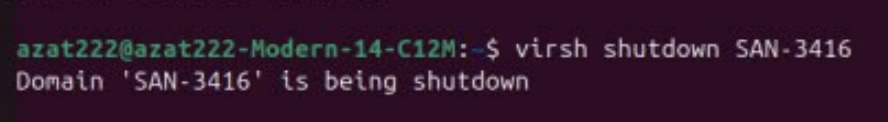 azat222@azat222-Modern-14-C12M:~$ virsh shutdown SAN-3416
Domain 'SAN-3416' is being shutdown